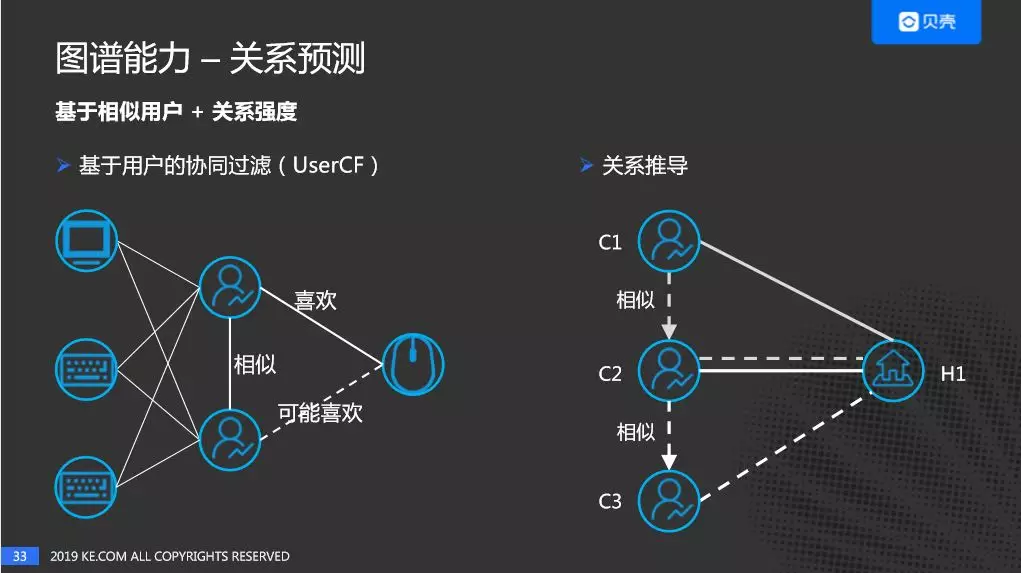 贝壳
图谱能力 – 关系预测
基于相似用户 + 关系强度
基于用户的协同过滤（UserCF）
喜欢
相似
可能喜欢
关系推导
C1
相似
C2
H1
相似
C3
33 2019 KE.COM ALL COPYRIGHTS RESERVED